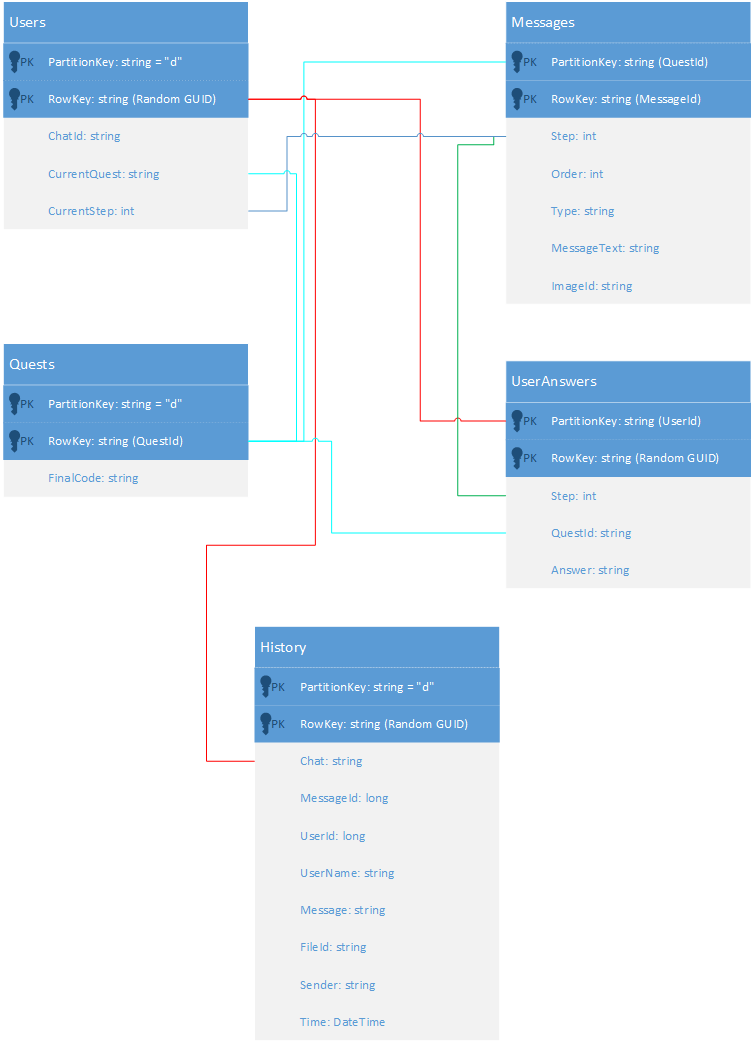 Users
PK PartitionKey: string = "d"
PK RowKey: string (Random GUID)
ChatId: string
CurrentQuest: string
CurrentStep: int
Messages
PK PartitionKey: string (QuestId)
PK RowKey: string (MessageId)
Step: int
Order: int
Type: string
MessageText: string
ImageId: string
Quests
PK PartitionKey: string = "d"
PK RowKey: string (QuestId)
FinalCode: string
UserAnswers
PK PartitionKey: string (UserId)
PK RowKey: string (Random GUID)
Step: int
QuestId: string
Answer: string
History
PK PartitionKey: string = "d"
PK RowKey: string (Random GUID)
Chat: string
MessageId: long
UserId: long
UserName: string
Message: string
FileId: string
Sender: string
Time: DateTime